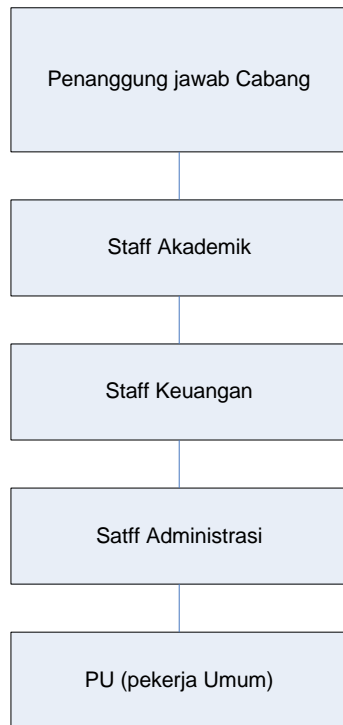 Penanggung jawab Cabang
Staff Akademik
Staff Keuangan
Satff Administrasi
PU (pekerja Umum)